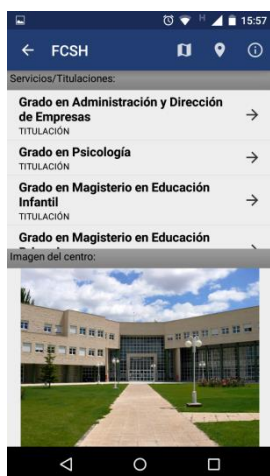 H 15:57
FCSH
Servicios/Titulaciones:
Grado en Administración y Dirección
de Empresas
TITULACIÓN
Grado en Psicología
TITULACIÓN
Grado en Magisterio en Educación
Infantil
TITULACIÓN
Grado en Magisterio en Educación
Imagen del centro: